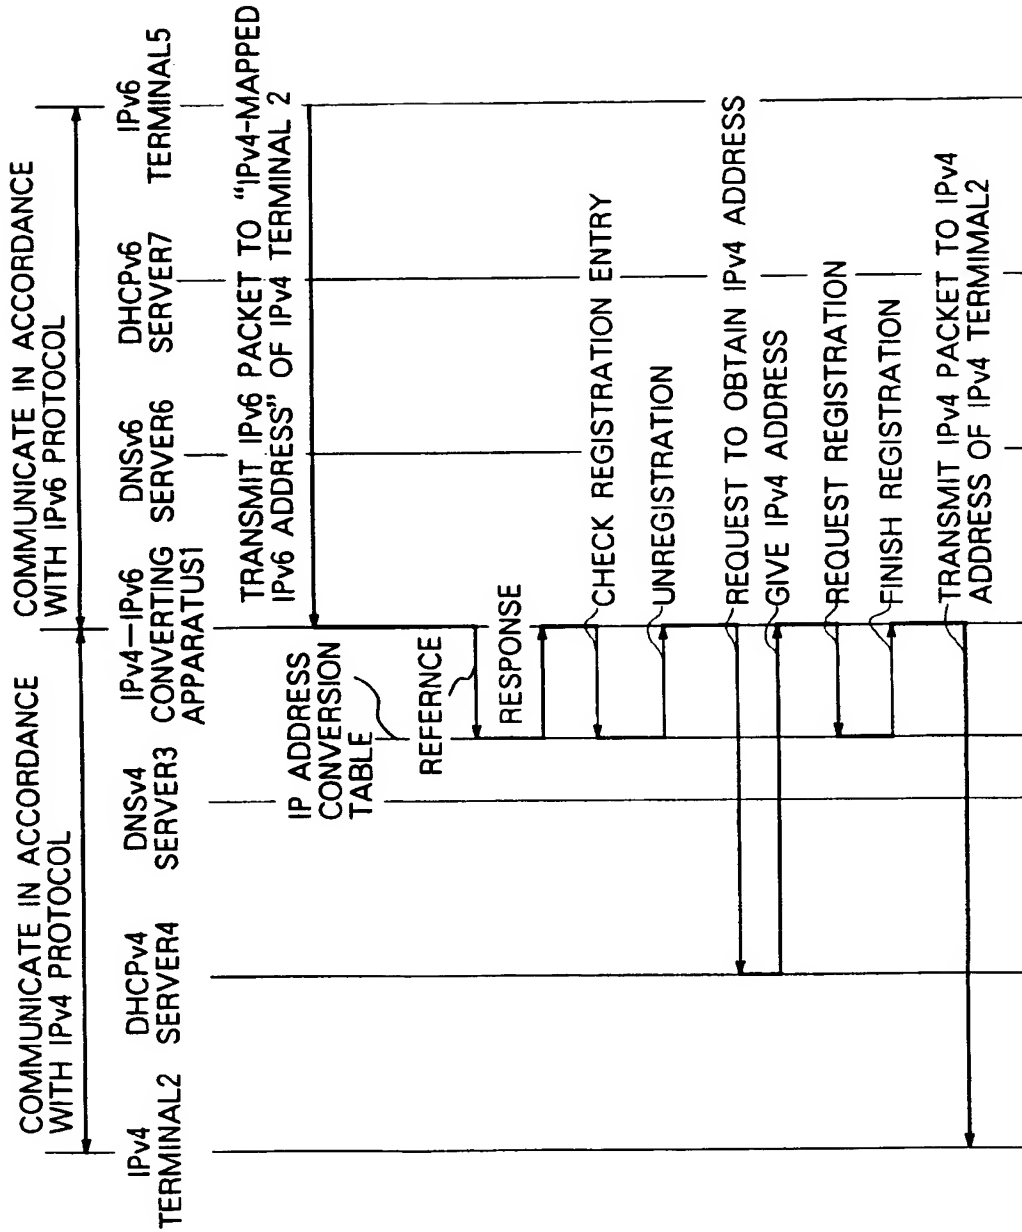 COMMUNICATE IN ACCORDANCE
WITH IPv4 PROTOCOL
COMMUNICATE IN ACCORDANCE
WITH IPv6 PROTOCOL
IPv4
TERMINAL2
DHCPv4
SERVER4
DNSv4
SERVER3
IPv4-IPv6
CONVERTING
APPARATUS1
DNSv6
SERVER6
DHCPv6
SERVER7
IPv6
TERMINAL5
TRANSMIT IPv6 PACKET TO "IPv4-MAPPED
IPv6 ADDRESS" OF IPv4 TERMINAL 2
IP ADDRESS
CONVERSION
TABLE
REFERNCE
RESPONSE
CHECK REGISTRATION ENTRY
UNREGISTRATION
REQUEST TO OBTAIN IPv4 ADDRESS
GIVE IPv4 ADDRESS
REQUEST REGISTRATION
FINISH REGISTRATION
TRANSMIT IPv4 PACKET TO IPv4
ADDRESS OF IPv4 TERMIMAL2